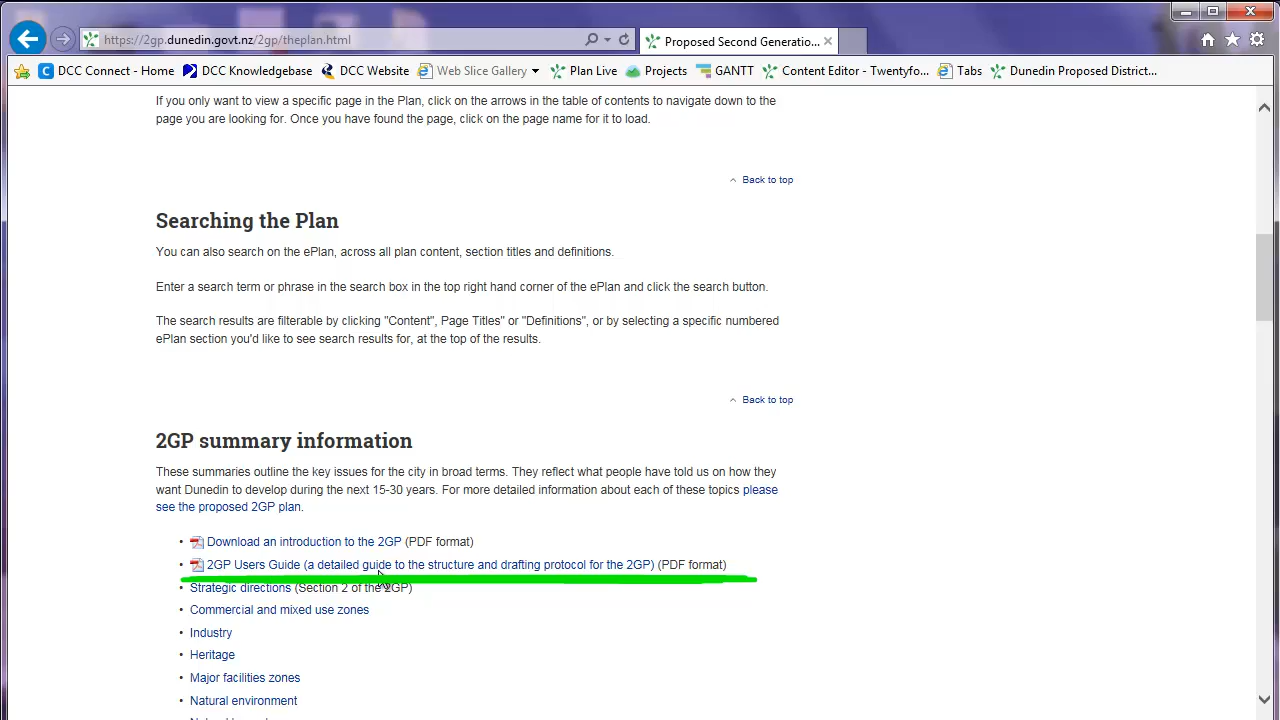 https://2gp.dunedin.govt.nz/2gp/theplan.html
Proposed Second Generatio...
DCC Connect - Home
DCC Knowledgebase
DCC Website
Web Slice Gallery
Plan Live
Projects
GANTT
Content Editor - Twentyfo...
Tabs
Dunedin Proposed District...
If you only want to view a specific page in the Plan, click on the arrows in the table of contents to navigate down to the
page you are looking for. Once you have found the page, click on the page name for it to load.
Back to top
Searching the Plan
You can also search on the ePlan, across all plan content, section titles and definitions.
Enter a search term or phrase in the search box in the top right hand corner of the ePlan and click the search button.
The search results are filterable by clicking "Content", Page Titles" or "Definitions", or by selecting a specific numbered
ePlan section you'd like to see search results for, at the top of the results.
Back to top
2GP summary information
These summaries outline the key issues for the city in broad terms. They reflect what people have told us on how they
want Dunedin to develop during the next 15-30 years. For more detailed information about each of these topics please
see the proposed 2GP plan.
• Download an introduction to the 2GP (PDF format)
• 2GP Users Guide (a detailed guide to the structure and drafting protocol for the 2GP) (PDF format)
• Strategic directions (Section 2 of the 2GP)
• Commercial and mixed use zones
• Industry
• Heritage
• Major facilities zones
• Natural environment